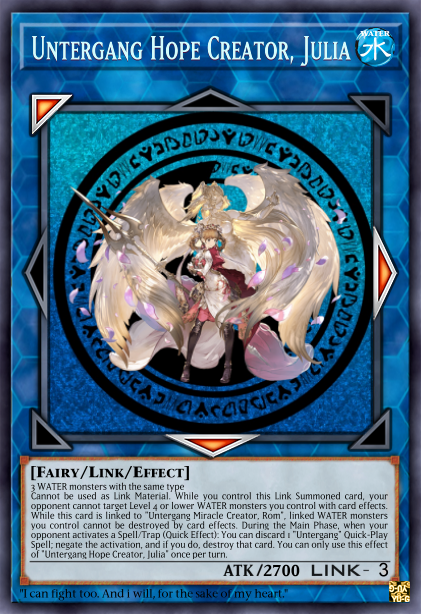 Untergang Hope Creator, Julia
WATER
水
[Fairy/Link/Effect]
3 WATER monsters with the same type
Cannot be used as Link Material. While you control this Link Summoned card, your
opponent cannot target Level 4 or lower WATER monsters you control with card effects.
While this card is linked to "Untergang Miracle Creator, Rom", linked WATER monsters
you control cannot be destroyed by card effects. During the Main Phase, when your
opponent activates a Spell/Trap (Quick Effect): You can discard 1 "Untergang" Quick-Play
Spell; negate the activation, and if you do, destroy that card. You can only use this effect
of "Untergang Hope Creator, Julia" once per turn.
ATK/2700 LINK- 3
"I can fight too. And i will, for the sake of my heart."